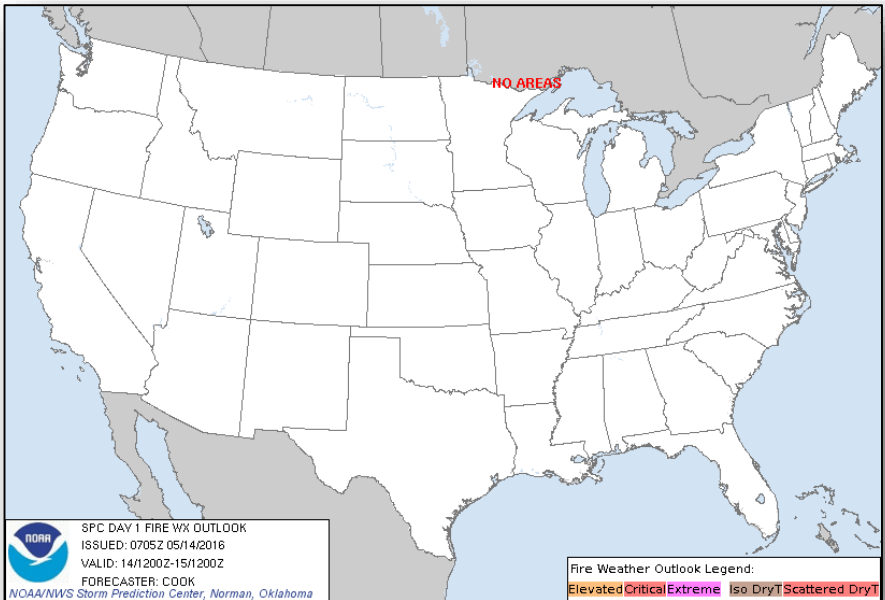 NO AREAS
NOAA
SPC DAY 1 FIRE WX OUTLOOK
ISSUED: 0705Z 05/14/2016
VALID: 14/1200Z-15/1200Z
FORECASTER: COOK
NOAA/NWS Storm Prediction Center, Norman, Oklahoma
Fire Weather Outlook Legend:
Elevated Critical Extreme Iso DryT Scattered DryT